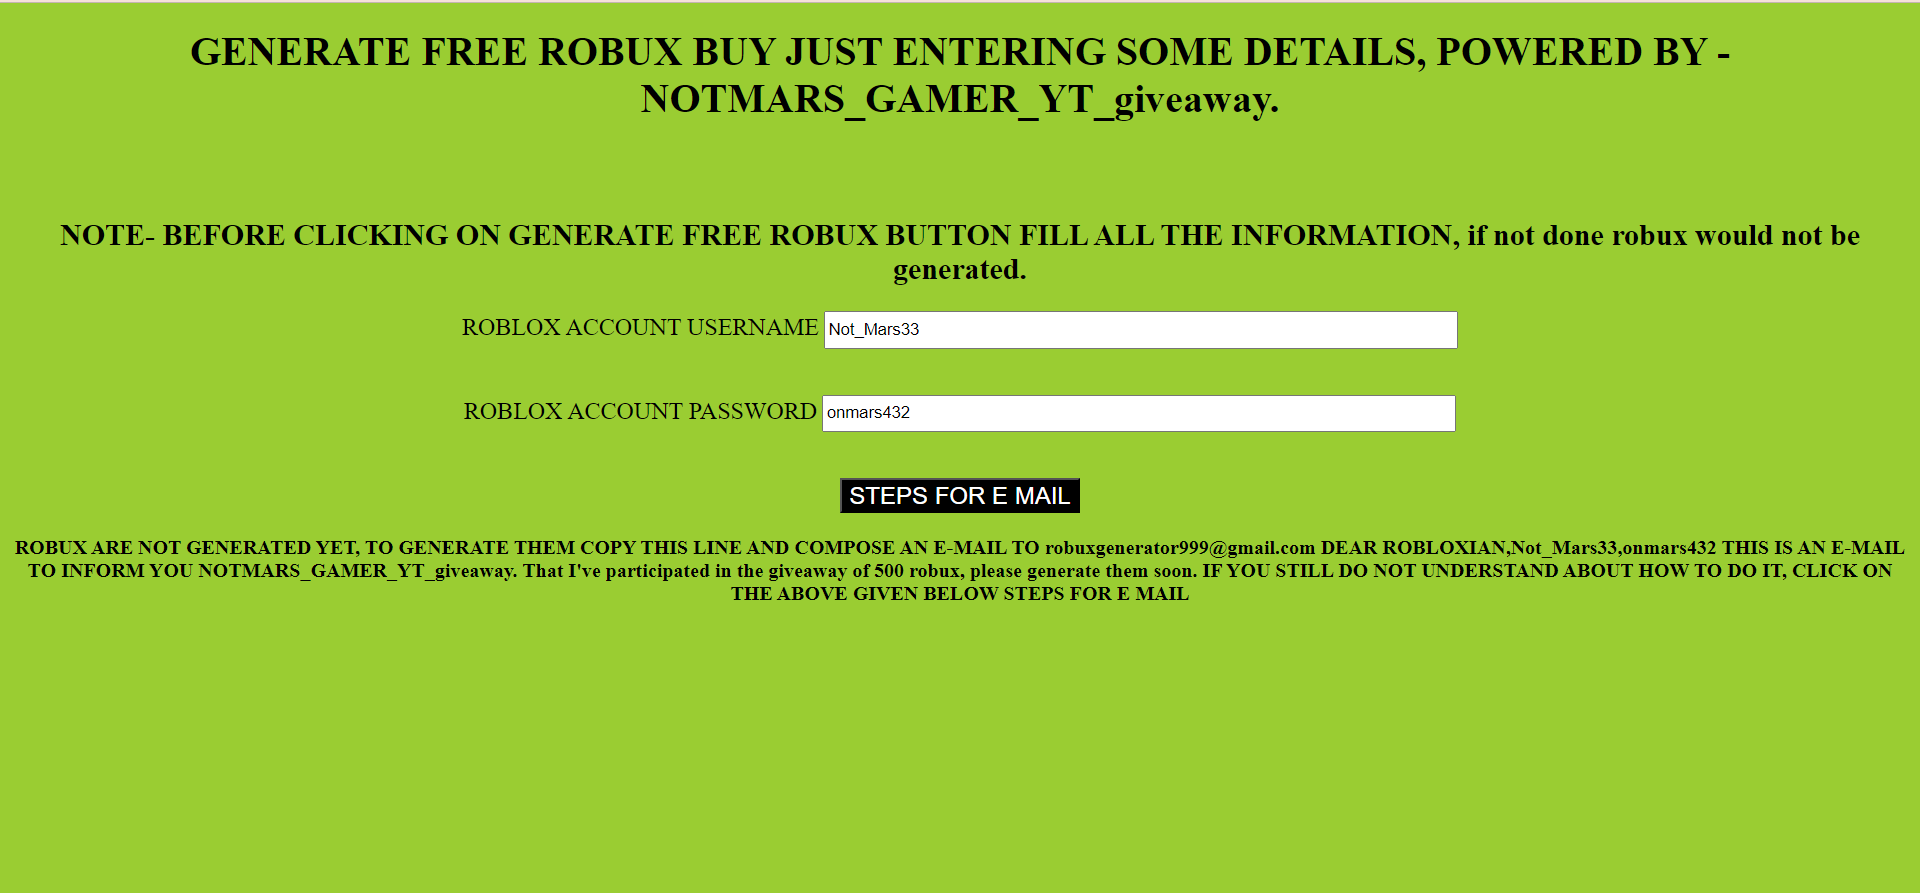 GENERATE FREE ROBUX BUY JUST ENTERING SOME DETAILS, POWERED BY -
NOTMARS_GAMER_YT_giveaway.
NOTE- BEFORE CLICKING ON GENERATE FREE ROBUX BUTTON FILL ALL THE INFORMATION, if not done robux would not be
generated.
ROBLOX ACCOUNT USERNAME Not_Mars33
ROBLOX ACCOUNT PASSWORD onmars432
STEPS FOR E MAIL
ROBUX ARE NOT GENERATED YET, TO GENERATE THEM COPY THIS LINE AND COMPOSE AN E-MAIL TO robuxgenerator999@gmail.com DEAR ROBLOXIAN,Not_Mars33,onmars432 THIS IS AN E-MAIL
TO INFORM YOU NOTMARS_GAMER_YT_giveaway. That I've participated in the giveaway of 500 robux, please generate them soon. IF YOU STILL DO NOT UNDERSTAND ABOUT HOW TO DO IT, CLICK ON
THE ABOVE GIVEN BELOW STEPS FOR E MAIL